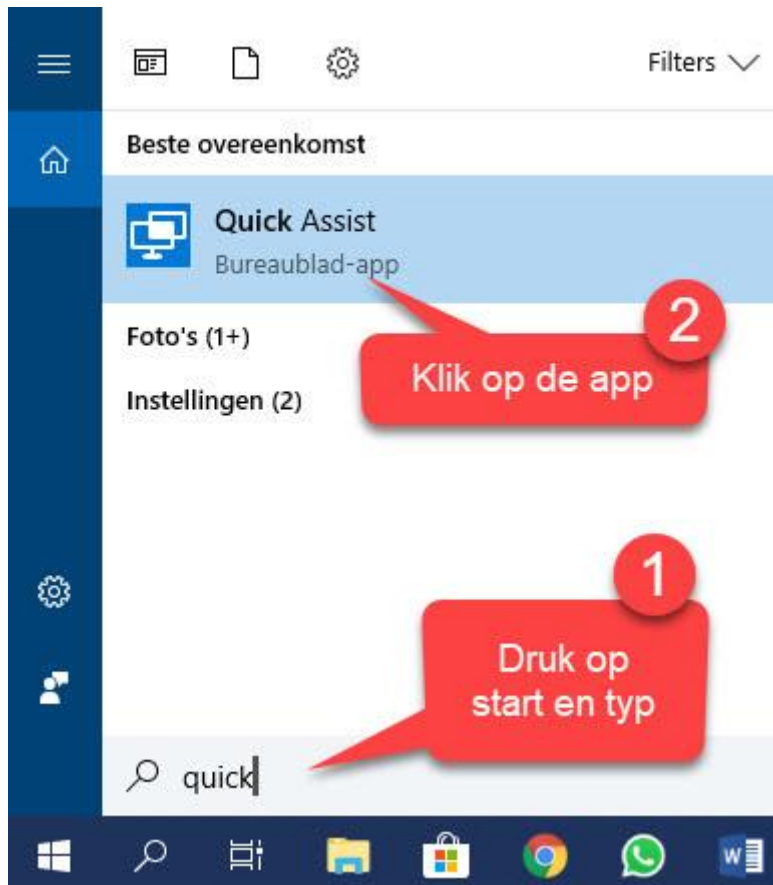 Filters
Beste overeenkomst
Quick Assist
Bureaublad-app
2
Klik op de app
Foto's (1+)
Instellingen (2)
1
Druk op
start en typ
quick
W